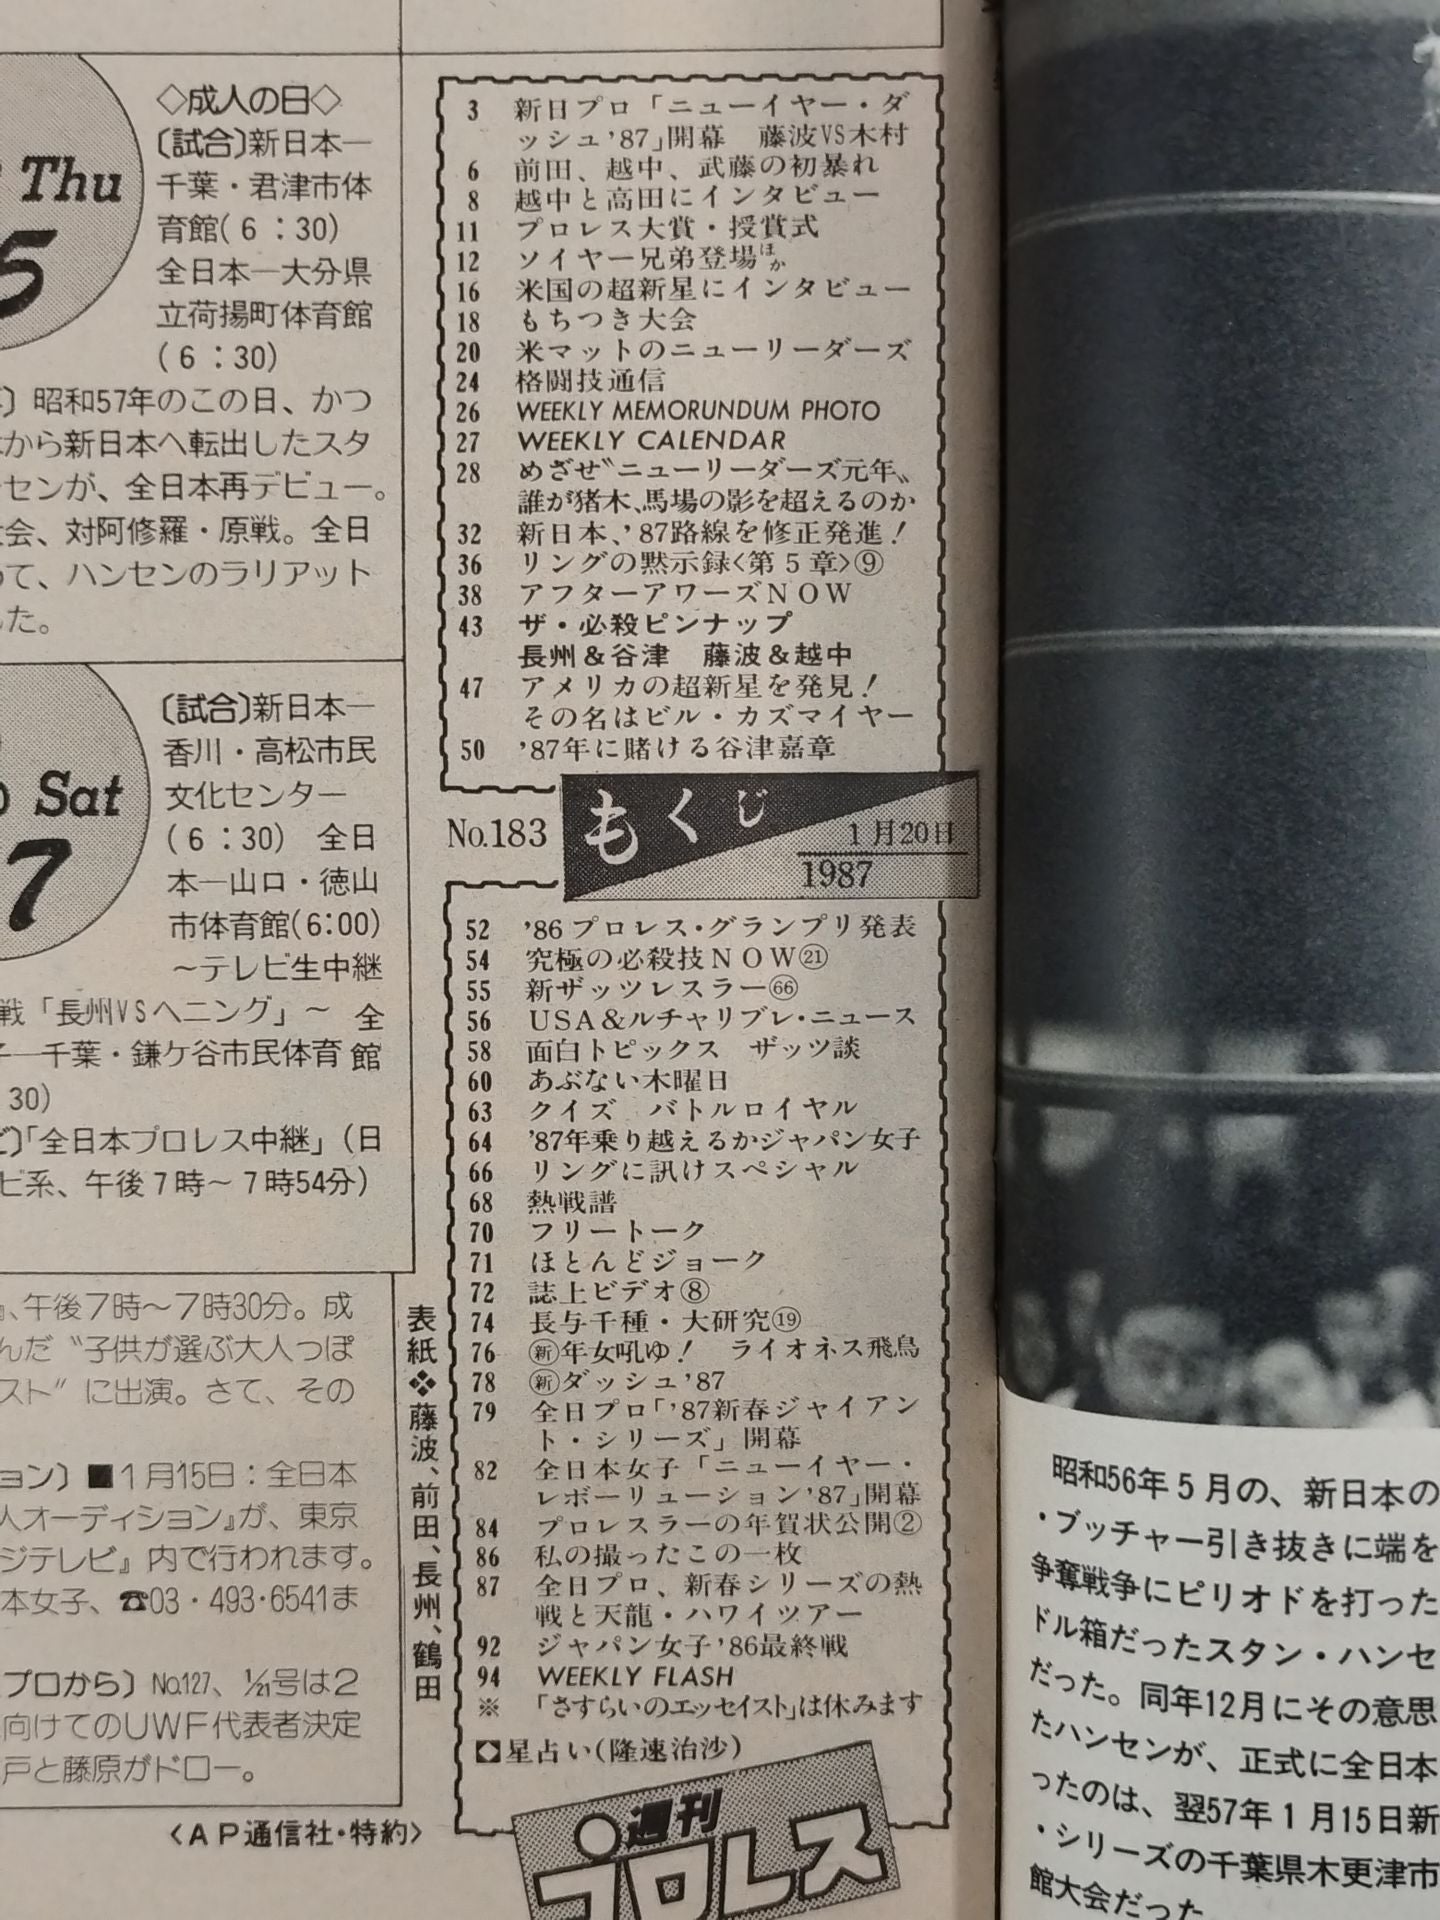 ◇成人の日◇
〔試合〕新日本―
千葉・君津市体
育館(6：30)
全日本―大分県
立荷揚町体育館
(6：30)
Thu
5
昭和57年のこの日、かつ
から新日本へ転出したスタ
センが、全日本再デビュー。
会、対阿修羅・原戦。全日
って、ハンセンのラリアット
した。
〔試合〕新日本―
香川・高松市民
文化センター
(6：30) 全日
本―山口・徳山
市体育館(6:00)
～テレビ生中継
Sat
7
戦「長州VSヘニング」～ 全
子―千葉・鎌ケ谷市民体育館
30)
「全日本プロレス中継」（日
ビ系、午後7時～7時54分）
、午後7時～7時30分。成
んだ〝子供が選ぶ大人っぽ
スト〟に出演。さて、その
ョン〕■1月15日：全日本
人オーディション』が、東京
ジテレビ』内で行われます。
本女子、☎03・493・6541ま
プロから〕No.127、1/21号は2
向けてのUWF代表者決定
戸と藤原がドロー。
〈AP通信社・特約〉
3 新日プロ「ニューイヤー・ダ
ッシュ'87」開幕 藤波VS木村
6 前田、越中、武藤の初暴れ
8 越中と高田にインタビュー
11 プロレス大賞・授賞式
12 ソイヤー兄弟登場ほか
16 米国の超新星にインタビュー
18 もちつき大会
20 米マットのニューリーダーズ
24 格闘技通信
26 WEEKLY MEMORUNDUM PHOTO
27 WEEKLY CALENDAR
28 めざせ〝ニューリーダーズ元年〟
誰が猪木、馬場の影を超えるのか
32 新日本、'87路線を修正発進！
36 リングの黙示録〈第5章〉⑨
38 アフターアワーズNOW
43 ザ・必殺ピンナップ
長州＆谷津 藤波＆越中
47 アメリカの超新星を発見！
その名はビル・カズマイヤー
50 '87年に賭ける谷津嘉章
No.183
もくじ
1月20日
1987
52 '86プロレス・グランプリ発表
54 究極の必殺技NOW㉑
55 新ザッツレスラー(66)
56 USA＆ルチャリブレ・ニュース
58 面白トピックス ザッツ談
60 あぶない木曜日
63 クイズ バトルロイヤル
64 '87年乗り越えるかジャパン女子
66 リングに訊けスペシャル
68 熱戦譜
70 フリートーク
71 ほとんどジョーク
72 誌上ビデオ⑧
74 長与千種・大研究⑲
76 ㊟年女吼ゆ！ ライオネス飛鳥
78 ダッシュ'87
79 全日プロ「'87新春ジャイアン
ト・シリーズ」開幕
82 全日本女子「ニューイヤー・
レボーリューション'87」開幕
84 プロレスラーの年賀状公開②
86 私の撮ったこの一枚
87 全日プロ、新春シリーズの熱
戦と天龍・ハワイツアー
92 ジャパン女子'86最終戦
94 WEEKLY FLASH
※ 「さすらいのエッセイスト」は休みます
◆星占い(隆速治沙)
表紙❖藤波、前田、長州、鶴田
週刊
プロレス
昭和56年5月の、新日本の
・ブッチャー引き抜きに端を
争奪戦争にピリオドを打った
ドル箱だったスタン・ハンセ
だった。同年12月にその意思
たハンセンが、正式に全日本
ったのは、翌57年1月15日新
・シリーズの千葉県木更津市
館大会だった